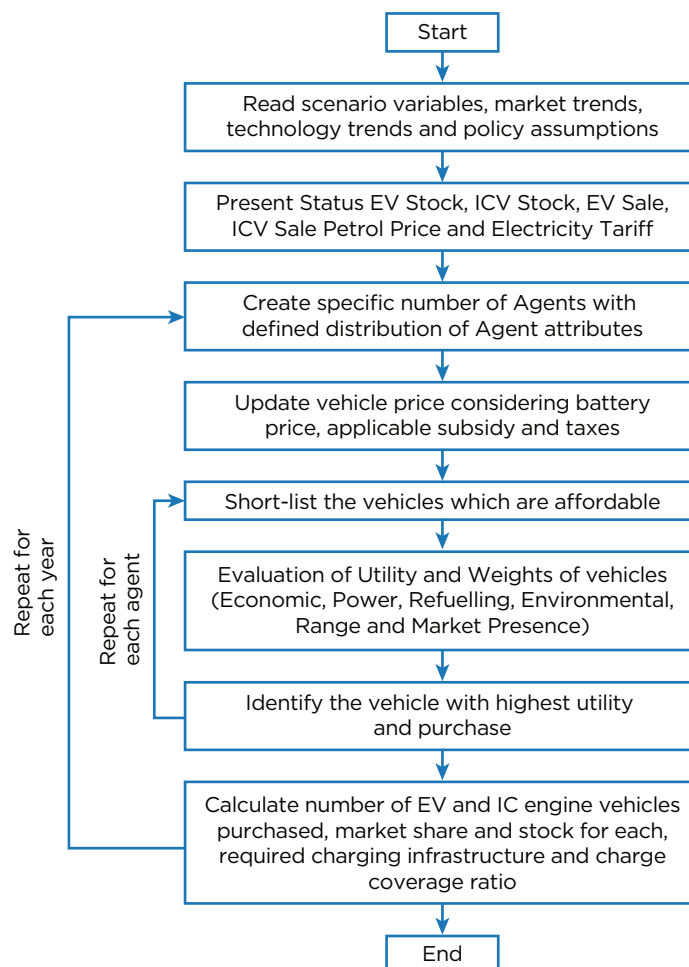 Start
Read scenario variables, market trends,
technology trends and policy assumptions
Present Status EV Stock, ICV Stock, EV Sale,
ICV Sale Petrol Price and Electricity Tariff
Create specific number of Agents with
defined distribution of Agent attributes
Update vehicle price considering battery
price, applicable subsidy and taxes
Short-list the vehicles which are affordable
Evaluation of Utility and Weights of vehicles
(Economic, Power, Refuelling, Environmental,
Range and Market Presence)
Identify the vehicle with highest utility
and purchase
Calculate number of EV and IC engine vehicles
purchased, market share and stock for each,
required charging infrastructure and charge
coverage ratio
End
Repeat for
each year
Repeat for
each agent